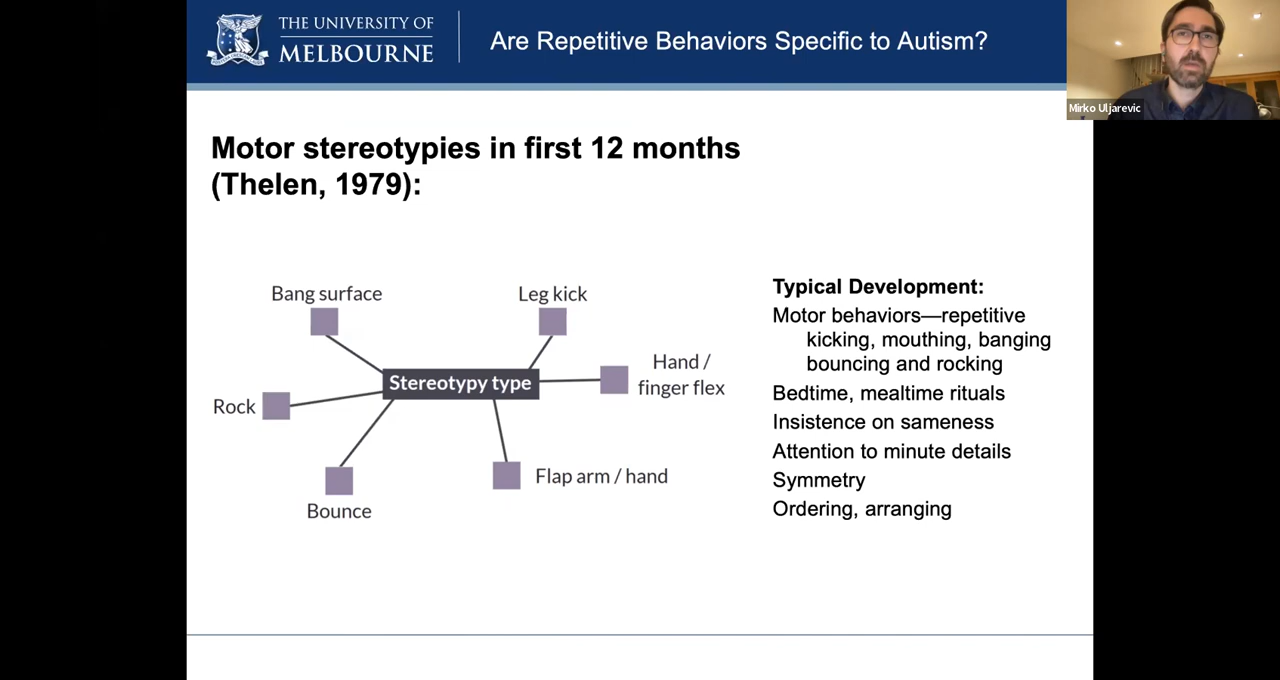 THE UNIVERSITY OF
MELBOURNE
Are Repetitive Behaviors Specific to Autism?
Mirko Uljarevic
Motor stereotypies in first 12 months
(Thelen, 1979):
Bang surface
Leg kick
Hand /
finger flex
Stereotypy type
Rock
Flap arm / hand
Bounce
Typical Development:
Motor behaviors—repetitive
kicking, mouthing, banging
bouncing and rocking
Bedtime, mealtime rituals
Insistence on sameness
Attention to minute details
Symmetry
Ordering, arranging